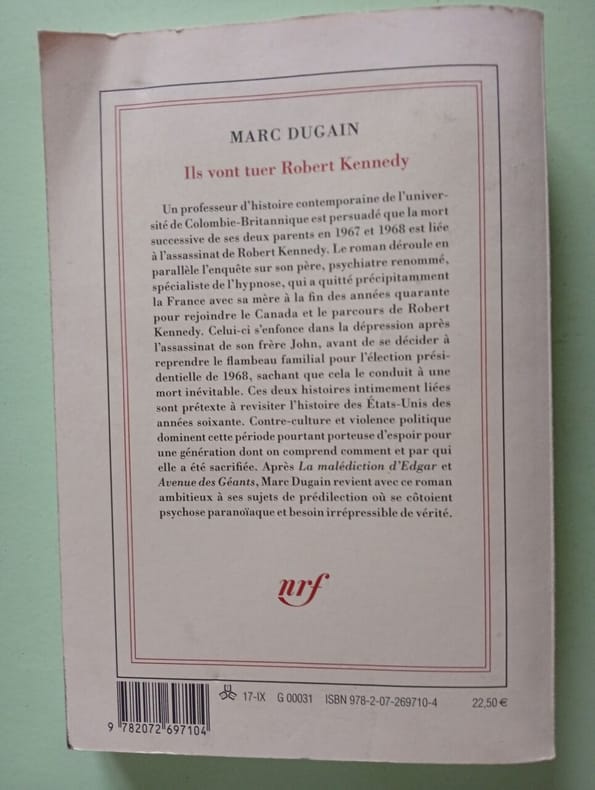 MARC DUGAIN
Ils vont tuer Robert Kennedy
Un professeur d'histoire contemporaine de l'univer-
sité de Colombie-Britannique est persuadé que la mort
successive de ses deux parents en 1967 et 1968 est liée
à l'assassinat de Robert Kennedy. Le roman déroule en
parallèle l'enquête sur son père, psychiatre renommé,
spécialiste de l'hypnose, qui a quitté précipitamment
la France avec sa mère à la fin des années quarante
pour rejoindre le Canada et le parcours de Robert
Kennedy. Celui-ci s'enfonce dans la dépression après
l'assassinat de son frère John, avant de se décider à
reprendre le flambeau familial pour l'élection prési-
dentielle de 1968, sachant que cela le conduit à une
mort inévitable. Ces deux histoires intimement liées
sont prétexte à revisiter l'histoire des États-Unis des
années soixante. Contre-culture et violence politique
dominent cette période pourtant porteuse d'espoir pour
une génération dont on comprend comment et par qui
elle a été sacrifiée. Après La malédiction d'Edgar et
Avenue des Géants, Marc Dugain revient avec ce roman
ambitieux à ses sujets de prédilection où se côtoient
psychose paranoïaque et besoin irrépressible de vérité.
nrf
17-IX G 00031 ISBN 978-2-07-269710-4 22,50 €
9 782072 697104